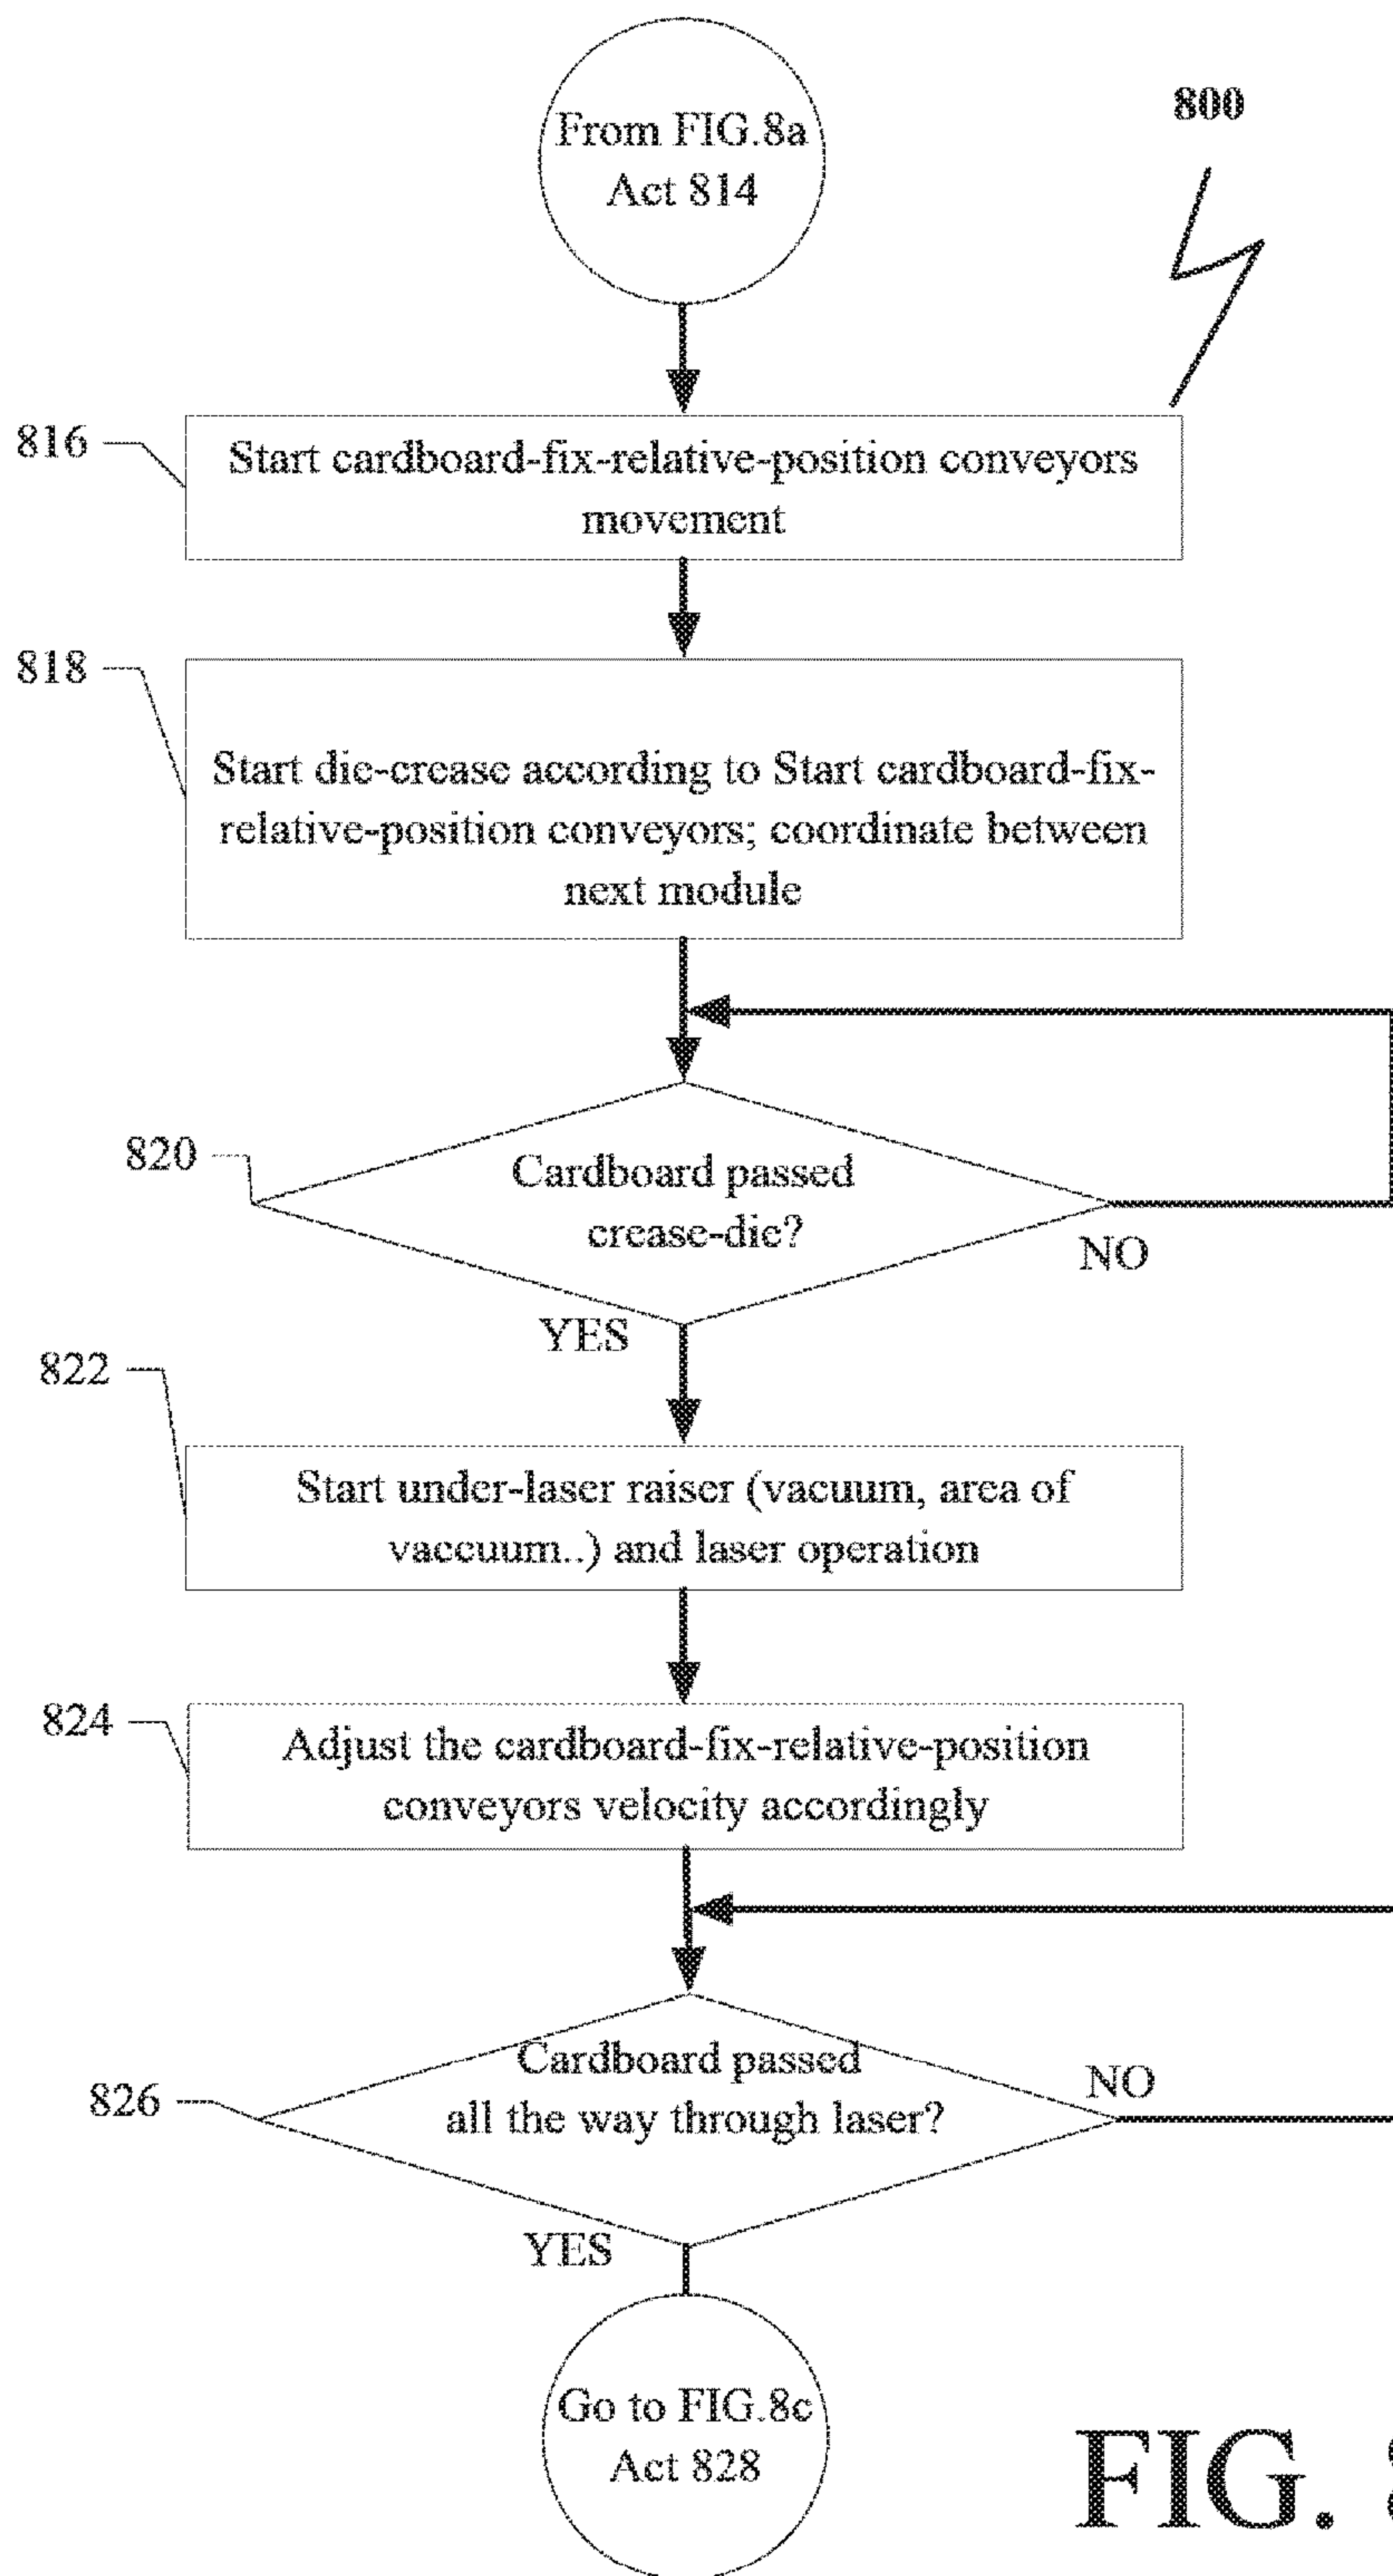 From FIG.8a
Act 814
800
816
Start cardboard-fix-relative-position conveyors
movement
818
Start die-crease according to Start cardboard-fix-
relative-position conveyors; coordinate between
next module
820
Cardboard passed
crease-die?
NO
YES
822
Start under-laser raiser (vacuum, area of
vaccuum..) and laser operation
824
Adjust the cardboard-fix-relative-position
conveyors velocity accordingly
826
Cardboard passed
all the way through laser?
NO
YES
Go to FIG.8c
Act 828
FIG.